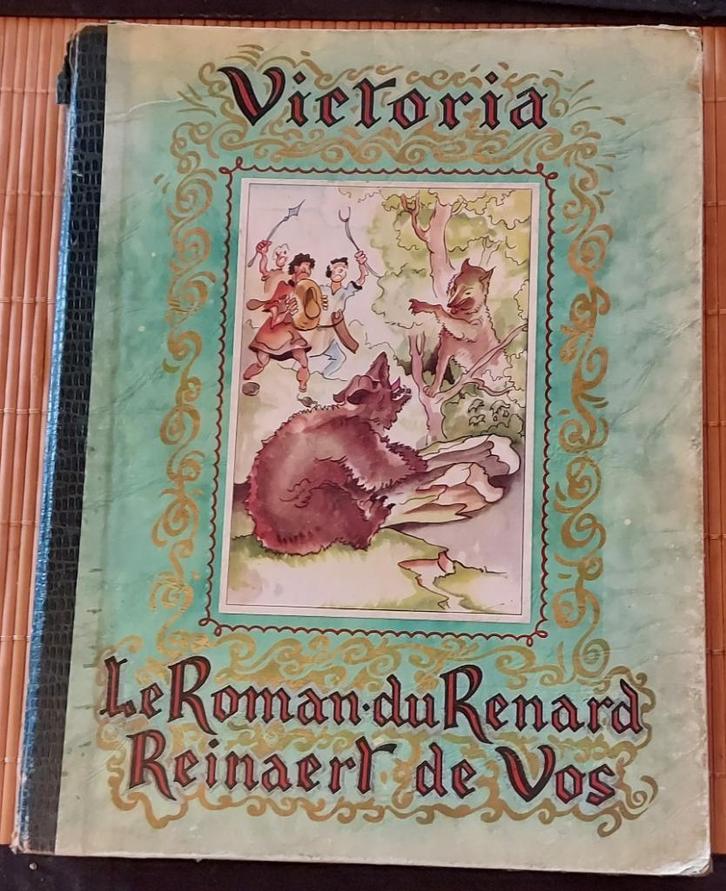 Victoria
Le Roman·du Renard
Reinaert de Vos